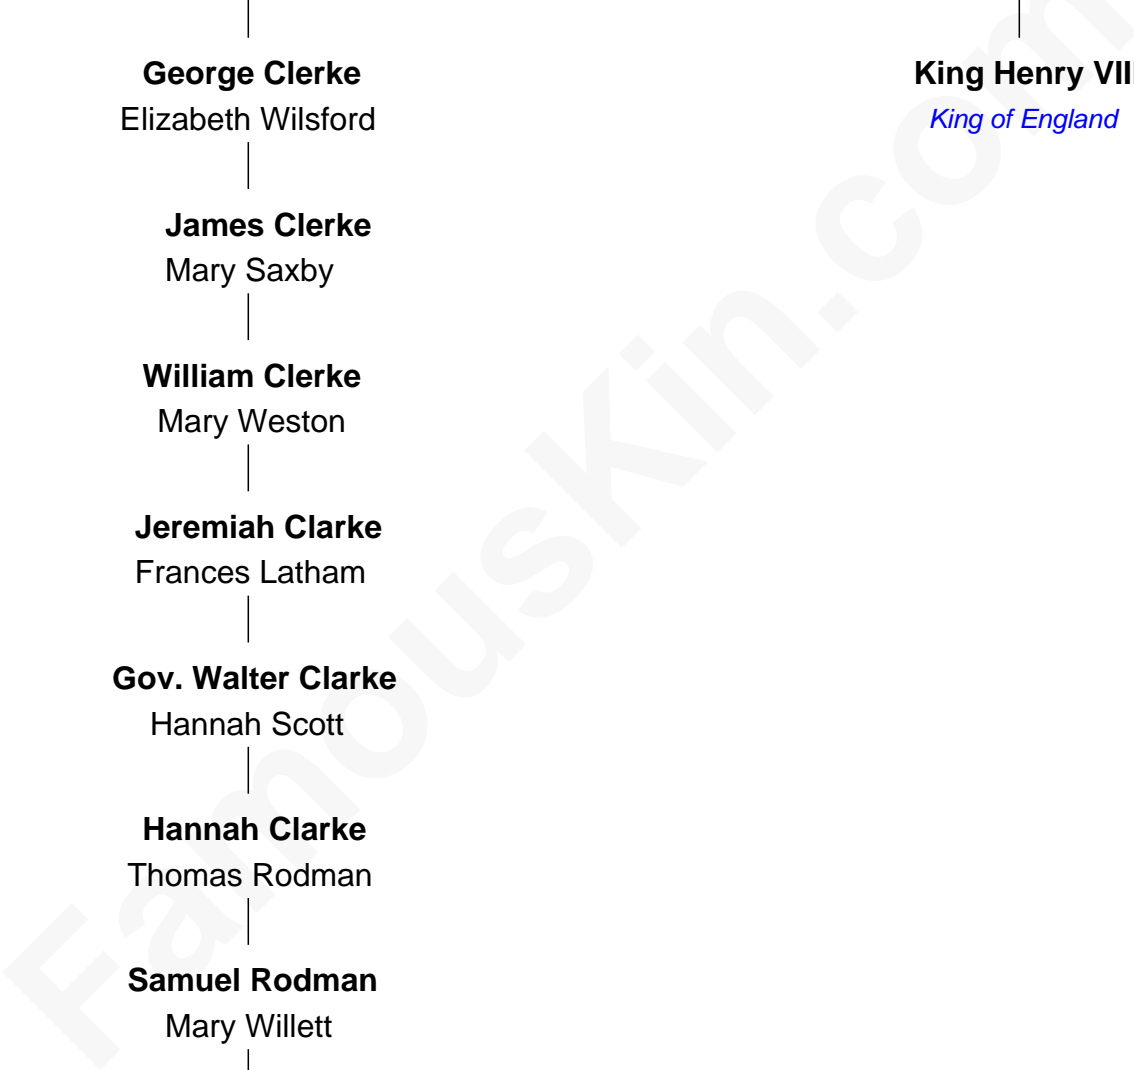 George Clerke
King Henry VIII
Elizabeth Wilsford
King of England
James Clerke
Mary Saxby
William Clerke
Mary Weston
Jeremiah Clarke
Frances Latham
Gov. Walter Clarke
Hannah Scott
Hannah Clarke
Thomas Rodman
Samuel Rodman
Mary Willett
FamousKin.com